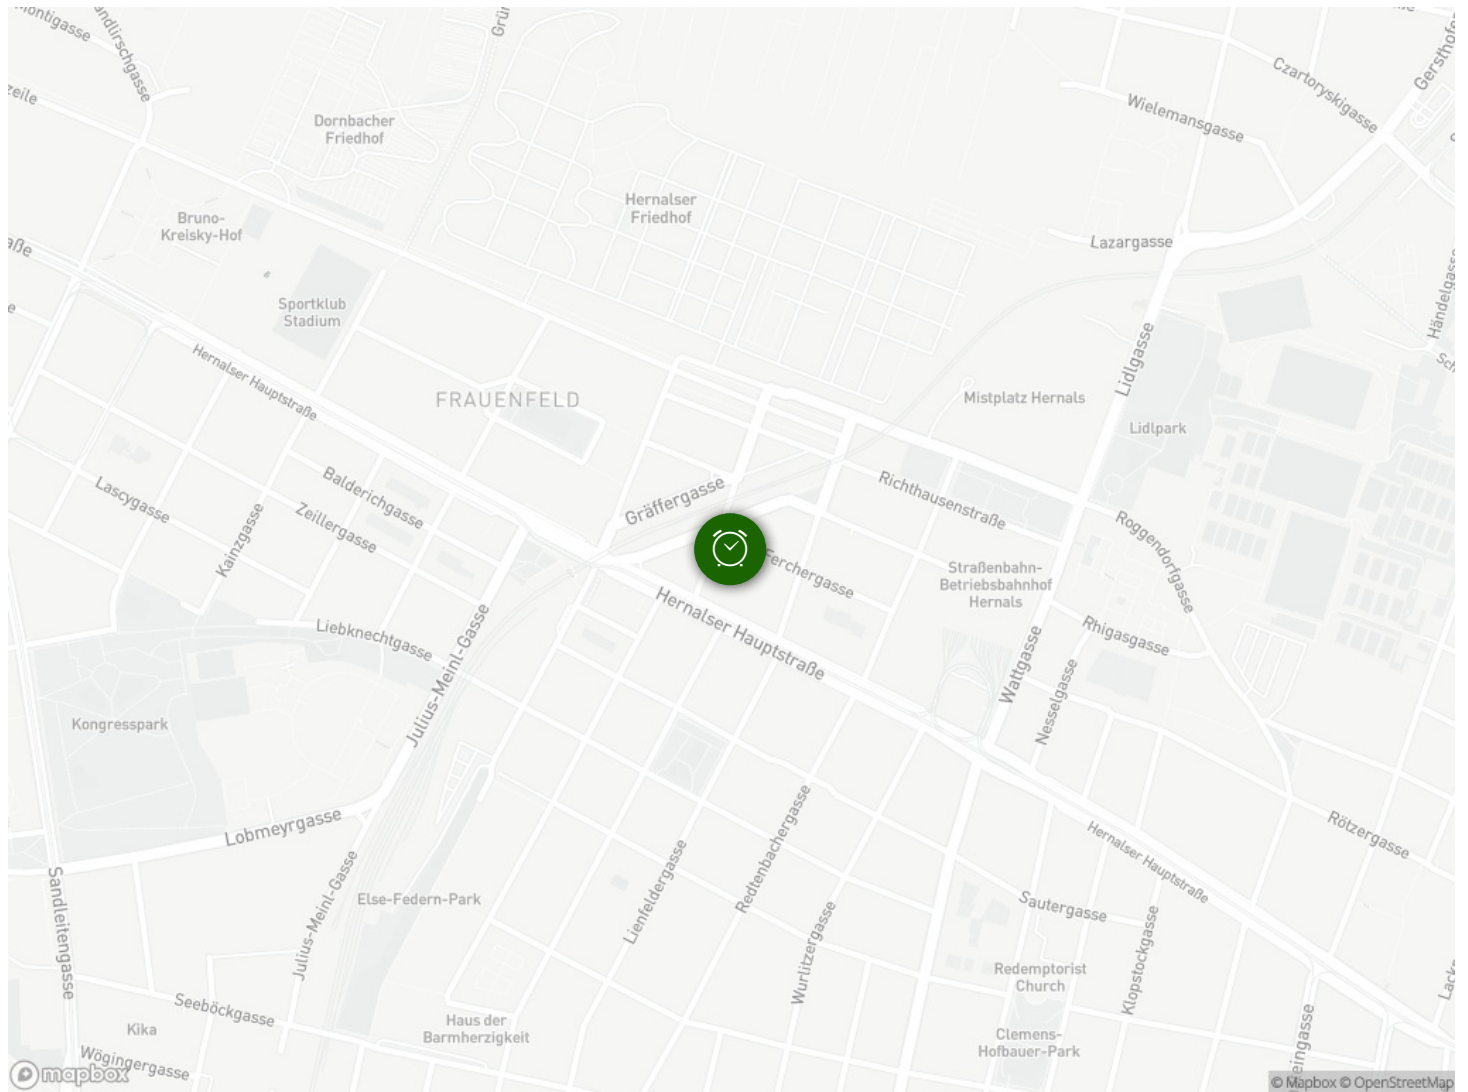 Czartoryskigasse
Wielemansgasse
Dornbacher
Friedhof
Hernalser
Friedhof
Bruno-
Kreisky-Hof
Lazargasse
Händelgasse
Sportklub
Stadium
Lidlgasse
Hernalser Hauptstraße
FRAUENFELD
Mistplatz Hernals
Lidlpark
Gräffergasse
Richthausenstraße
Balderichgasse
Lascygasse
Zeillergasse
Kainzgasse
Roggendorfgasse
Ferchergasse
Straßenbahn-
Betriebsbahnhof
Hernals
Hernalser Hauptstraße
Liebknechtgasse
Rhigasgasse
Julius-Meinl-Gasse
Wattgasse
Nesselgasse
Kongresspark
Lobmeyrgasse
Redtenbachergasse
Rötzergasse
Hernalser Hauptstraße
Lienfeldergasse
Julius-Meinl-Gasse
Else-Federn-Park
Sandleitengasse
Sautergasse
Wurlitzergasse
Klopstockgasse
Redemptorist
Church
Seeböckgasse
Kika
Haus der
Barmherzigkeit
Clemens-
Hofbauer-Park
Wögingergasse
mapbox
© Mapbox © OpenStreetMap